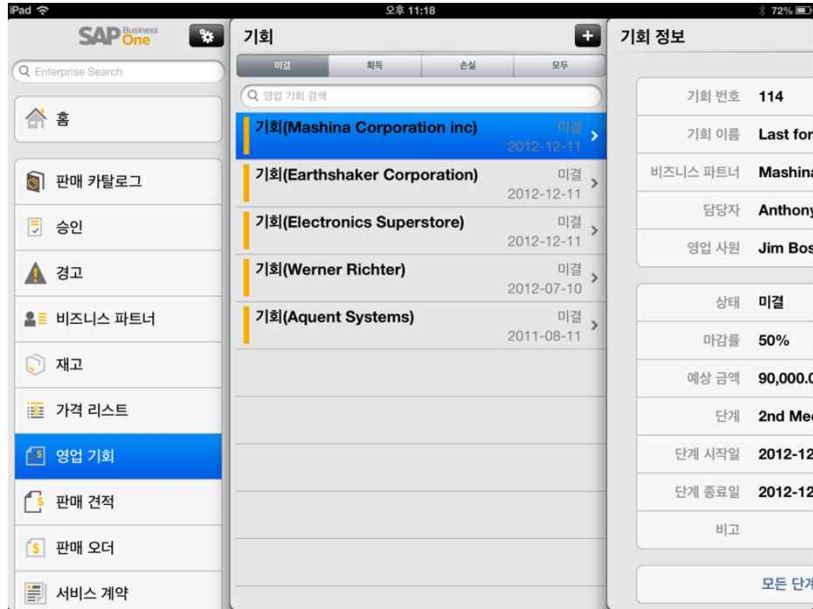 iPad
오후 11:18
72%
SAP Business One
Enterprise Search
홈
판매 카탈로그
승인
경고
비즈니스 파트너
재고
가격 리스트
영업 기회
판매 견적
판매 오더
서비스 계약
기회
미결 획득 손실 모두
영업 기회 검색
기회(Mashina Corporation inc) 미결
2012-12-11
기회(Earthshaker Corporation) 미결
2012-12-11
기회(Electronics Superstore) 미결
2012-12-11
기회(Werner Richter) 미결
2012-07-10
기회(Aquent Systems) 미결
2011-08-11
기회 정보
기회 번호 114
기회 이름 Last for
비즈니스 파트너 Mashina
담당자 Anthony
영업 사원 Jim Bos
상태 미결
마감률 50%
예상 금액 90,000.0
단계 2nd Mee
단계 시작일 2012-12
단계 종료일 2012-12
비고
모든 단계